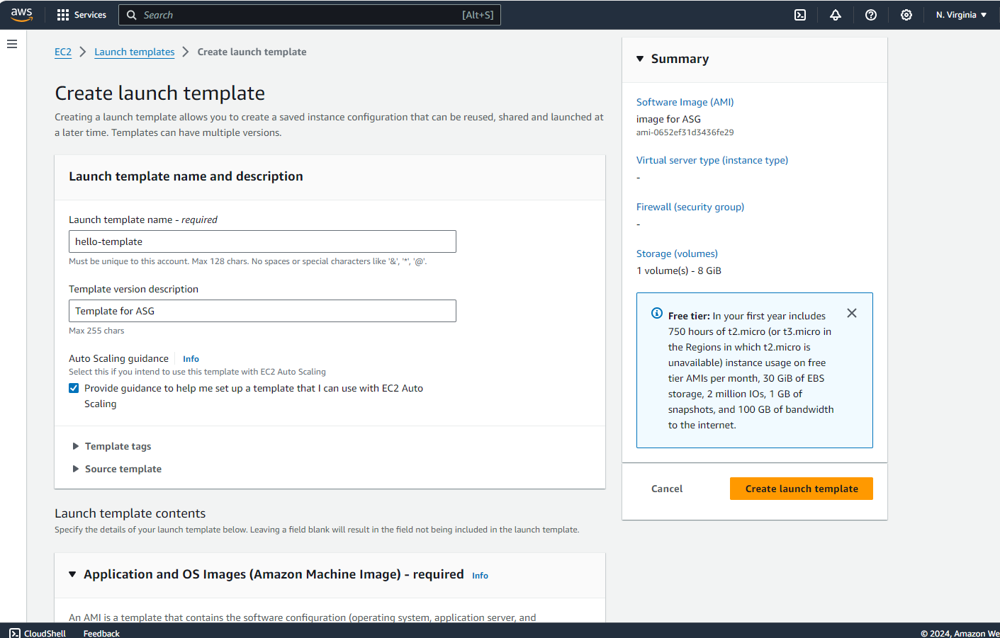 aws
Services
Search
[Alt+S]
N. Virginia
EC2
Launch templates
Create launch template
Create launch template
Creating a launch template allows you to create a saved instance configuration that can be reused, shared and launched at
a later time. Templates can have multiple versions.
Launch template name and description
Launch template name - required
hello-template
Must be unique to this account. Max 128 chars. No spaces or special characters like '&', '*', '@'.
Template version description
Template for ASG
Max 255 chars
Auto Scaling guidance
Info
Select this if you intend to use this template with EC2 Auto Scaling
Provide guidance to help me set up a template that I can use with EC2 Auto
Scaling
Template tags
Source template
Launch template contents
Specify the details of your launch template below. Leaving a field blank will result in the field not being included in the launch template.
Application and OS Images (Amazon Machine Image) - required
Info
An AMI is a template that contains the software configuration (operating system, application server, and
Summary
Software Image (AMI)
image for ASG
ami-0652ef31d3436fe29
Virtual server type (instance type)
-
Firewall (security group)
-
Storage (volumes)
1 volume(s) - 8 GiB
Free tier: In your first year includes
750 hours of t2.micro (or t3.micro in
the Regions in which t2.micro is
unavailable) instance usage on free
tier AMIs per month, 30 GiB of EBS
storage, 2 million IOs, 1 GB of
snapshots, and 100 GB of bandwidth
to the internet.
Cancel
Create launch template
CloudShell
Feedback
© 2024, Amazon We